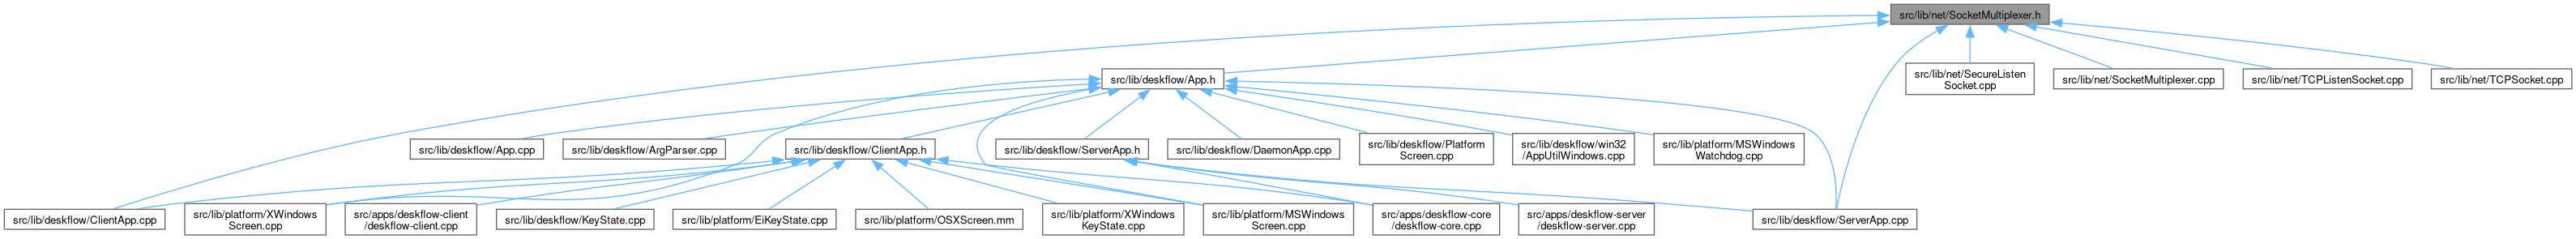 src/lib/net/SocketMultiplexer.h
src/lib/deskflow/App.h
src/lib/net/SecureListen
Socket.cpp
src/lib/net/SocketMultiplexer.cpp
src/lib/net/TCPListenSocket.cpp
src/lib/net/TCPSocket.cpp
src/lib/deskflow/App.cpp
src/lib/deskflow/ArgParser.cpp
src/lib/deskflow/ClientApp.h
src/lib/deskflow/ServerApp.h
src/lib/deskflow/DaemonApp.cpp
src/lib/deskflow/Platform
Screen.cpp
src/lib/deskflow/win32
/AppUtilWindows.cpp
src/lib/platform/MSWindows
Watchdog.cpp
src/lib/deskflow/ClientApp.cpp
src/lib/platform/XWindows
Screen.cpp
src/apps/deskflow-client
/deskflow-client.cpp
src/lib/deskflow/KeyState.cpp
src/lib/platform/EiKeyState.cpp
src/lib/platform/OSXScreen.mm
src/lib/platform/XWindows
KeyState.cpp
src/lib/platform/MSWindows
Screen.cpp
src/apps/deskflow-core
/deskflow-core.cpp
src/apps/deskflow-server
/deskflow-server.cpp
src/lib/deskflow/ServerApp.cpp